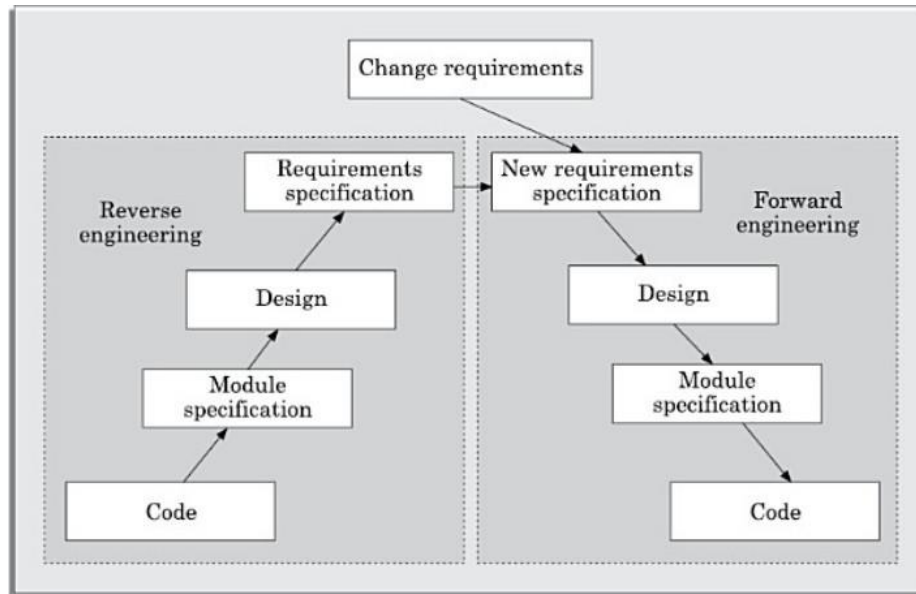 Change requirements
Requirements
specification
New requirements
specification
Reverse
engineering
Forward
engineering
Design
Design
Module
specification
Module
specification
Code
Code